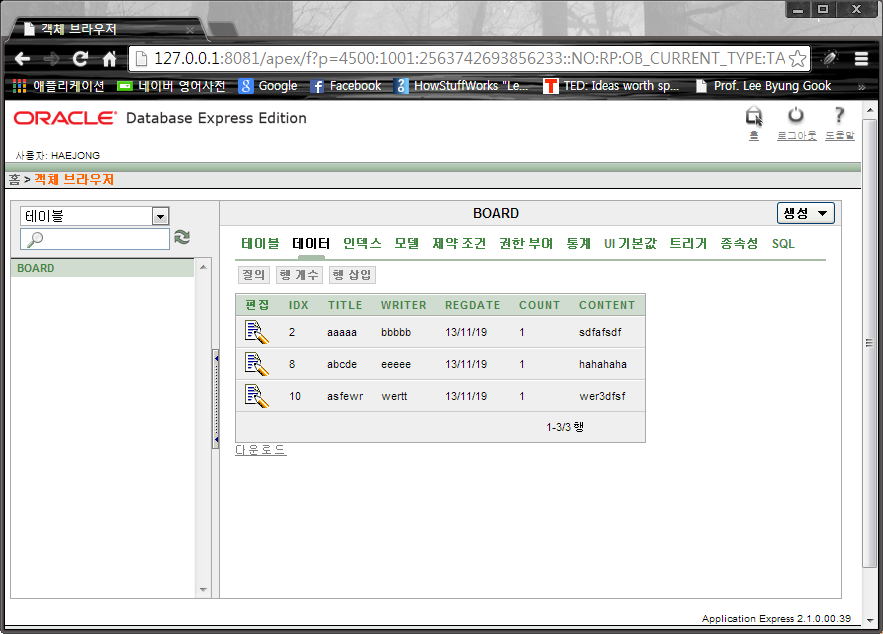 객체 브라우저
127.0.0.1:8081/apex/f?p=4500:1001:2563742693856233::NO:RP:OB_CURRENT_TYPE:TA
애플리케이션 네이버 영어사전 Google Facebook HowStuffWorks "Le... TED: Ideas worth sp... Prof. Lee Byung Gook »
ORACLE Database Express Edition
홈 로그아웃 도움말
사용자: HAEJONG
홈 > 객체 브라우저
테이블
BOARD
생성
BOARD
테이블 데이터 인덱스 모델 제약 조건 권한 부여 통계 UI 기본값 트리거 종속성 SQL
질의 행 계수 행 삽입
편집 IDX TITLE WRITER REGDATE COUNT CONTENT
2 aaaaa bbbbb 13/11/19 1 sdfafsdf
8 abcde eeeee 13/11/19 1 hahahaha
10 asfewr wertt 13/11/19 1 wer3dfsf
1-3/3 행
다운로드
Application Express 2.1.0.00.39